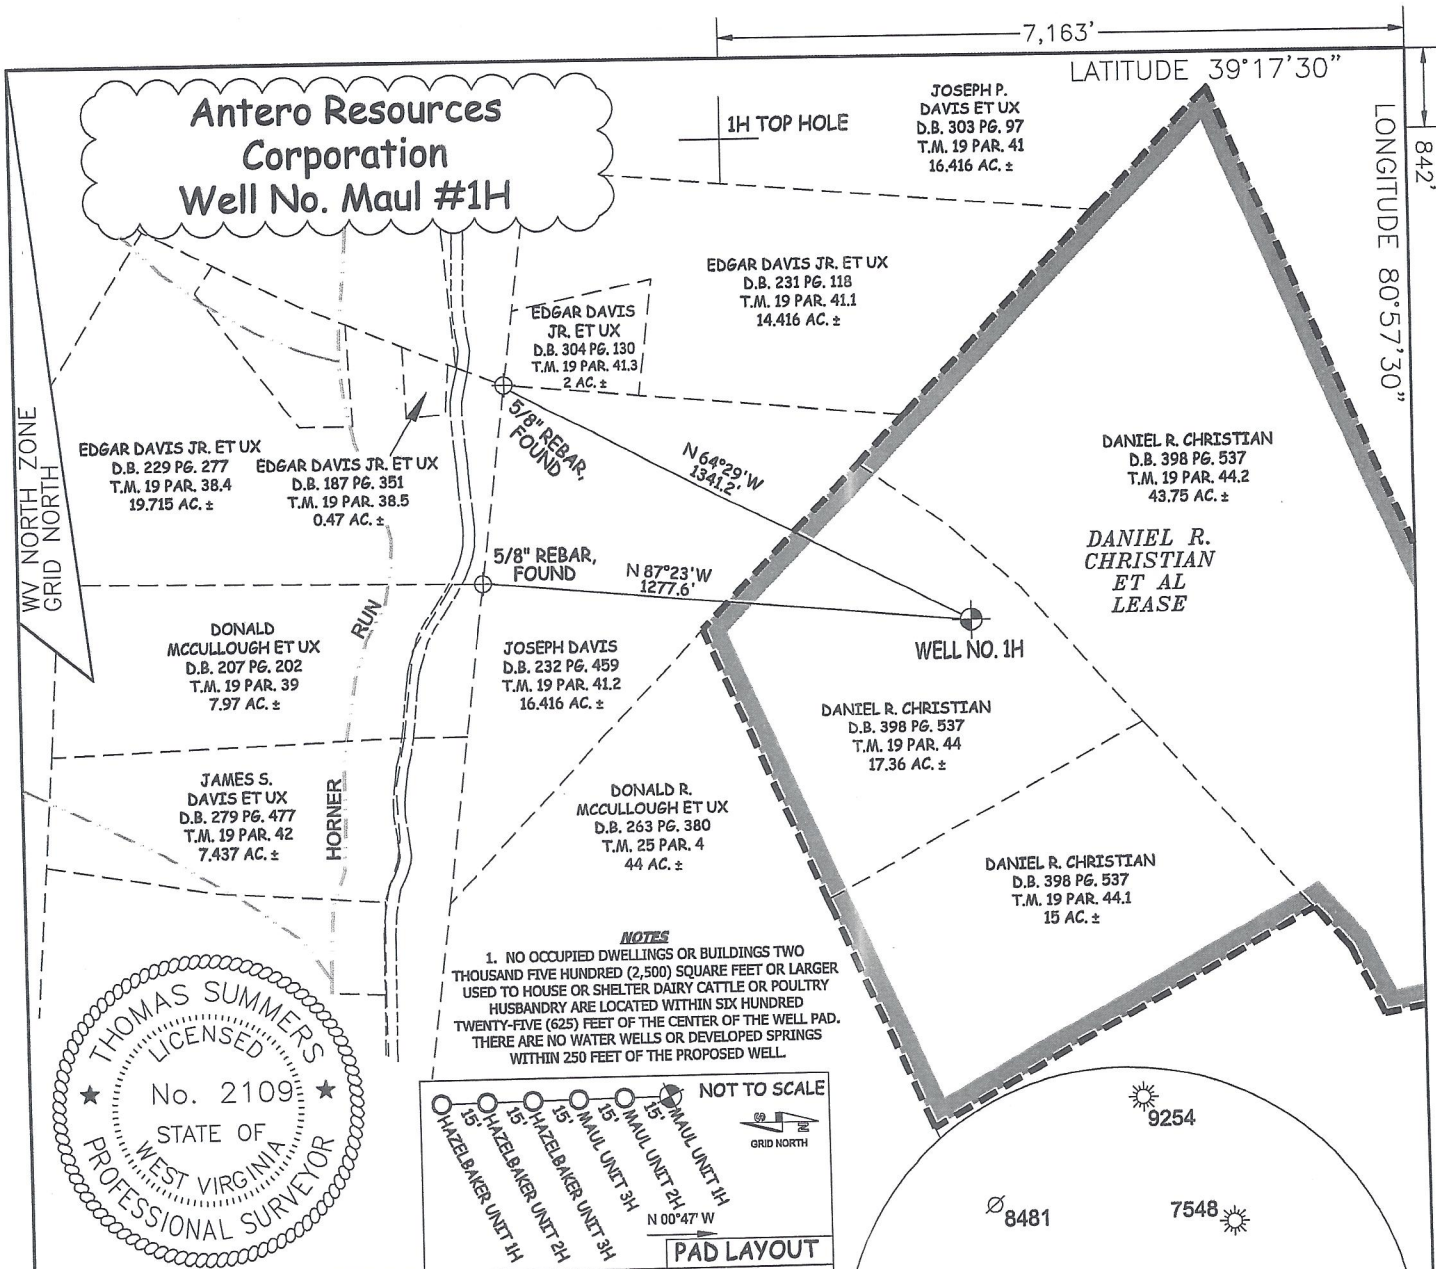 7,163'
LATITUDE 39°17'30"
842'
LONGITUDE 80°57'30"
Antero Resources
Corporation
Well No. Maul #1H
1H TOP HOLE
JOSEPH P.
DAVIS ET UX
D.B. 303 PG. 97
T.M. 19 PAR. 41
16.416 AC. ±
EDGAR DAVIS JR. ET UX
D.B. 231 PG. 118
T.M. 19 PAR. 41.1
14.416 AC. ±
EDGAR DAVIS
JR. ET UX
D.B. 304 PG. 130
T.M. 19 PAR. 41.3
2 AC. ±
5/8" REBAR,
FOUND
N 64°29'W
1341.2'
WV NORTH ZONE
GRID NORTH
EDGAR DAVIS JR. ET UX
D.B. 229 PG. 277
T.M. 19 PAR. 38.4
19.715 AC. ±
EDGAR DAVIS JR. ET UX
D.B. 187 PG. 351
T.M. 19 PAR. 38.5
0.47 AC. ±
DANIEL R. CHRISTIAN
D.B. 398 PG. 537
T.M. 19 PAR. 44.2
43.75 AC. ±
DANIEL R.
CHRISTIAN
ET AL
LEASE
5/8" REBAR,
FOUND
N 87°23'W
1277.6'
WELL NO. 1H
DONALD
MCCULLOUGH ET UX
D.B. 207 PG. 202
T.M. 19 PAR. 39
7.97 AC. ±
RUN
JOSEPH DAVIS
D.B. 232 PG. 459
T.M. 19 PAR. 41.2
16.416 AC. ±
DANIEL R. CHRISTIAN
D.B. 398 PG. 537
T.M. 19 PAR. 44
17.36 AC. ±
JAMES S.
DAVIS ET UX
D.B. 279 PG. 477
T.M. 19 PAR. 42
7.437 AC. ±
HORNER
DONALD R.
MCCULLOUGH ET UX
D.B. 263 PG. 380
T.M. 25 PAR. 4
44 AC. ±
DANIEL R. CHRISTIAN
D.B. 398 PG. 537
T.M. 19 PAR. 44.1
15 AC. ±
NOTES
1. NO OCCUPIED DWELLINGS OR BUILDINGS TWO
THOUSAND FIVE HUNDRED (2,500) SQUARE FEET OR LARGER
USED TO HOUSE OR SHELTER DAIRY CATTLE OR POULTRY
HUSBANDRY ARE LOCATED WITHIN SIX HUNDRED
TWENTY-FIVE (625) FEET OF THE CENTER OF THE WELL PAD.
THERE ARE NO WATER WELLS OR DEVELOPED SPRINGS
WITHIN 250 FEET OF THE PROPOSED WELL.
THOMAS SUMMERS
LICENSED
No. 2109
STATE OF
WEST VIRGINIA
PROFESSIONAL SURVEYOR
NOT TO SCALE
15'
15'
15'
15'
15'
HAZELBAKER UNIT 1H
HAZELBAKER UNIT 2H
HAZELBAKER UNIT 3H
MAUL UNIT 3H
MAUL UNIT 2H
MAUL UNIT 1H
GRID NORTH
N 00°47' W
PAD LAYOUT
9254
8481
7548